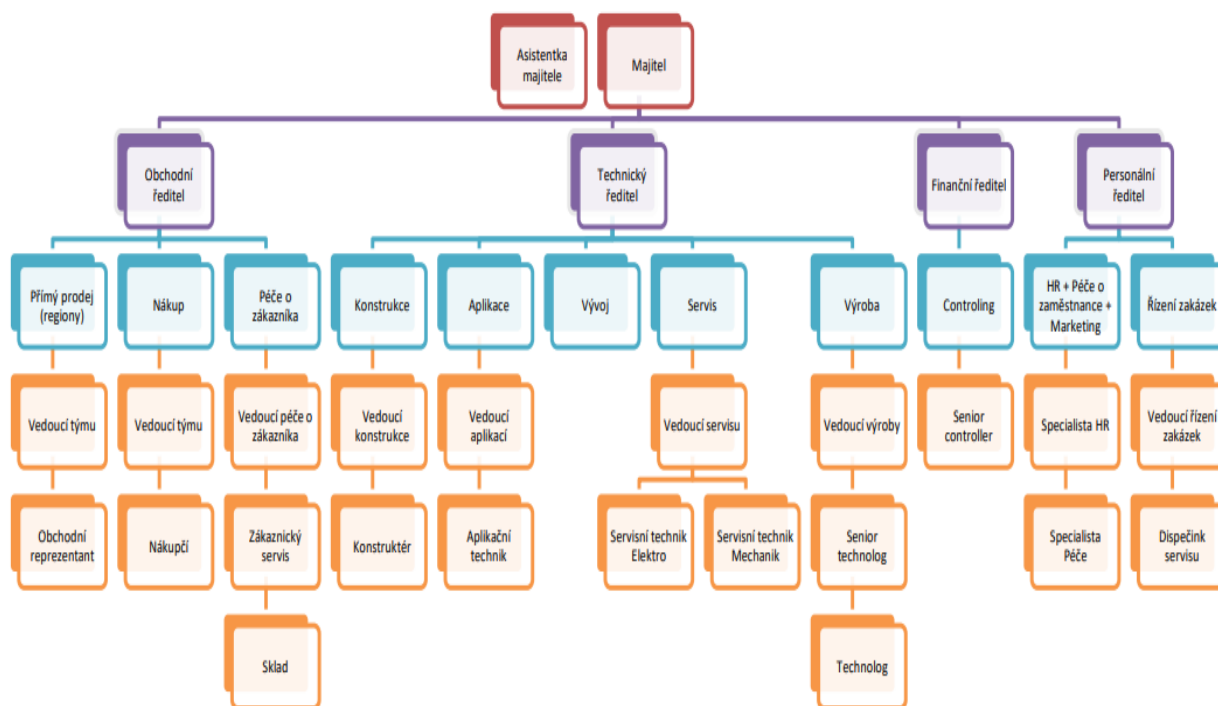 Asistentka
majitele
Majitel
Obchodní
ředitel
Technický
ředitel
Finanční ředitel
Personální
ředitel
Přímý prodej
(regiony)
Nákup
Péče o
zákazníka
Konstrukce
Aplikace
Vývoj
Servis
Výroba
Controling
HR + Péče o
zaměstnance +
Marketing
Řízení zakázek
Vedoucí týmu
Vedoucí týmu
Vedoucí péče o
zákazníka
Vedoucí
konstrukce
Vedoucí
aplikací
Vedoucí servisu
Vedoucí výroby
Senior
controller
Specialista HR
Vedoucí řízení
zakázek
Obchodní
reprezentant
Nákupčí
Zákaznický
servis
Konstruktér
Aplikační
technik
Servisní technik
Elektro
Servisní technik
Mechanik
Senior
technolog
Specialista
Péče
Dispečink
servisu
Sklad
Technolog